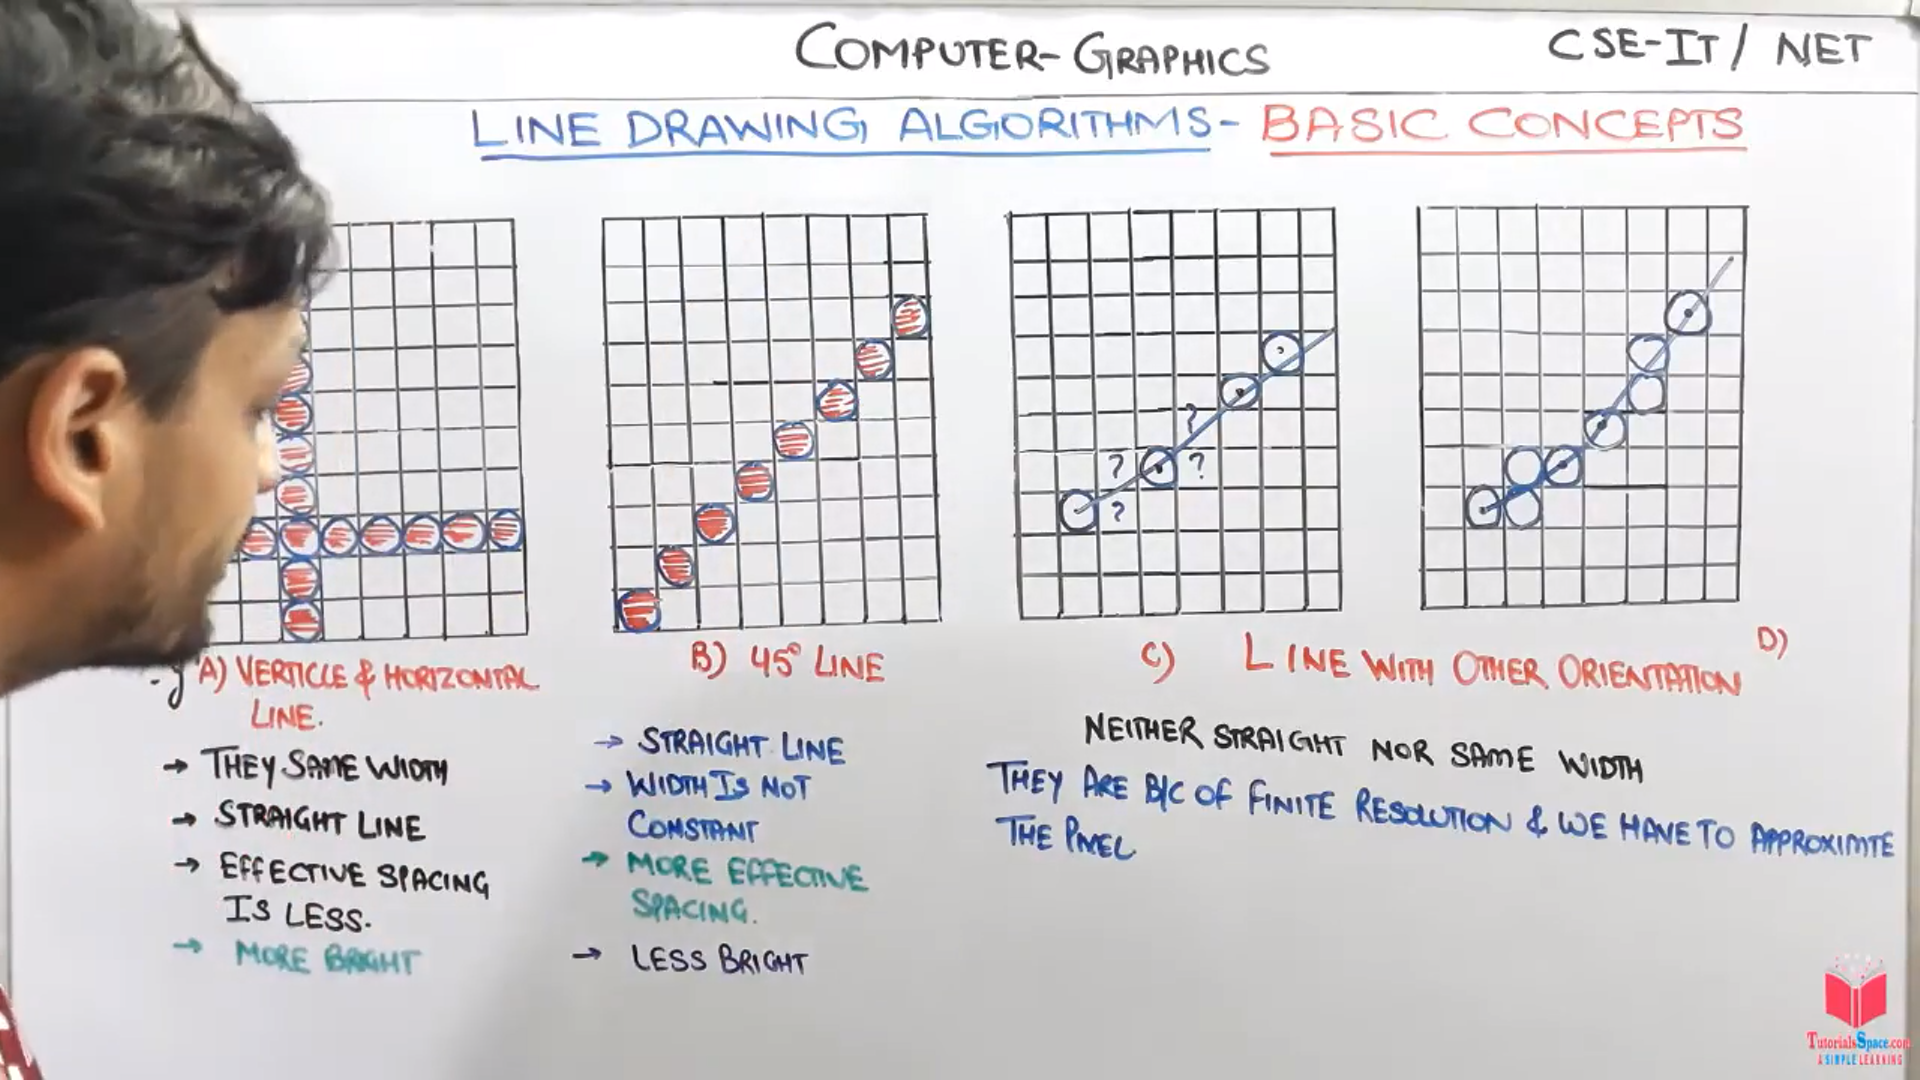 COMPUTER-GRAPHICS
CSE-IT / NET
LINE DRAWING ALGORITHMS- BASIC CONCEPTS
?
? ?
?
A) VERTICLE & HORIZONTAL
LINE.
→ THEY SAME WIDTH
→ STRAIGHT LINE
→ EFFECTIVE SPACING
IS LESS.
→ MORE BRIGHT
B) 45° LINE
→ STRAIGHT LINE
→ WIDTH IS NOT
CONSTANT
→ MORE EFFECTIVE
SPACING.
→ LESS BRIGHT
C) LINE WITH OTHER ORIENTATION D)
NEITHER STRAIGHT NOR SAME WIDTH
THEY ARE B/C OF FINITE RESOLUTION & WE HAVE TO APPROXIMTE
THE PIXEL
TutorialsSpace.com
A SIMPLE LEARNING